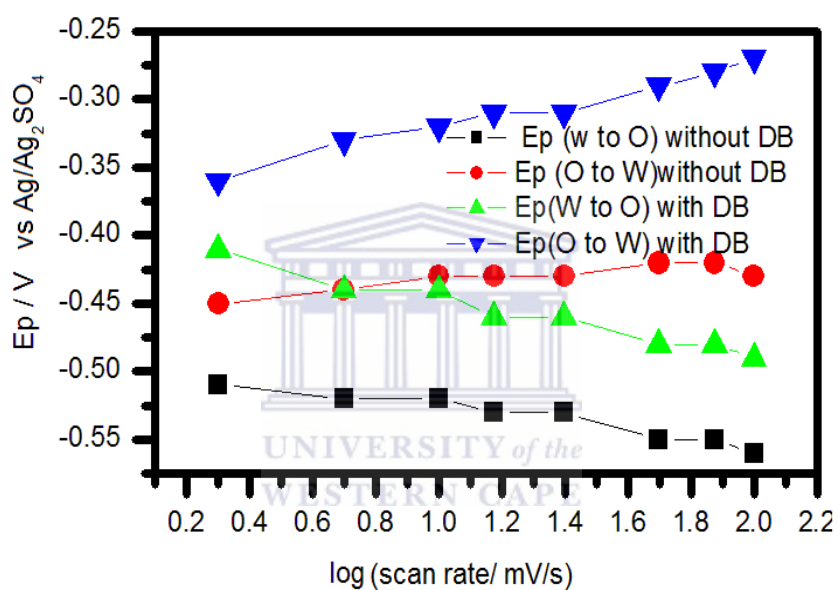 -0.25
-0.30
-0.35
-0.40
-0.45
-0.50
-0.55
Ep / V vs Ag/Ag₂SO₄
Ep (w to O) without DB
Ep (O to W)without DB
Ep(W to O) with DB
Ep(O to W) with DB
UNIVERSITY of the
WESTERN CAPE
0.2 0.4 0.6 0.8 1.0 1.2 1.4 1.6 1.8 2.0 2.2
log (scan rate/ mV/s)